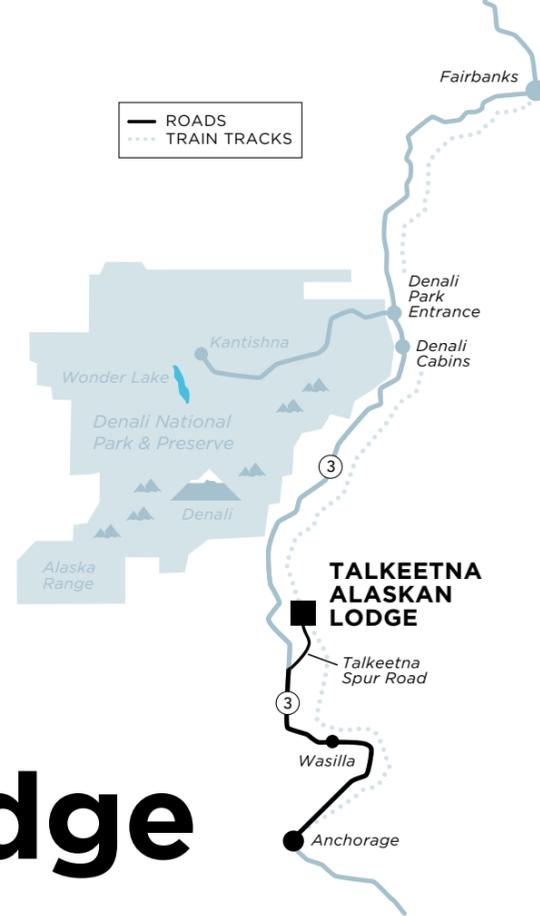 Fairbanks
ROADS
TRAIN TRACKS
Denali
Park
Entrance
Kantishna
Denali
Cabins
Wonder Lake
Denali National
Park & Preserve
3
Denali
Alaska
Range
TALKEETNA
ALASKAN
LODGE
Talkeetna
Spur Road
3
Wasilla
dge
Anchorage